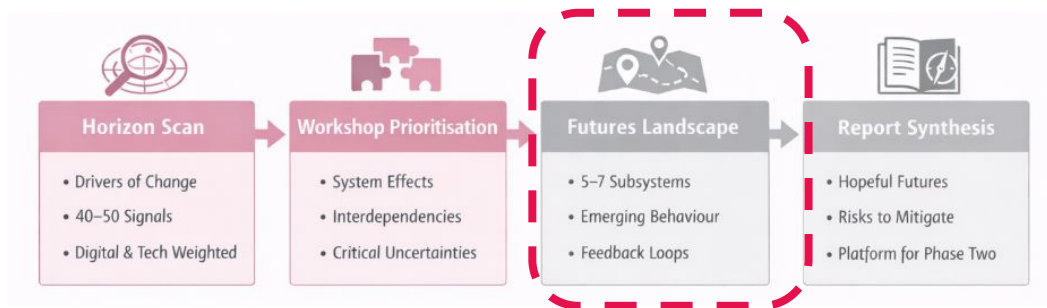 Horizon Scan
• Drivers of Change
• 40–50 Signals
• Digital & Tech Weighted
Workshop Prioritisation
• System Effects
• Interdependencies
• Critical Uncertainties
Futures Landscape
• 5–7 Subsystems
• Emerging Behaviour
• Feedback Loops
Report Synthesis
• Hopeful Futures
• Risks to Mitigate
• Platform for Phase Two